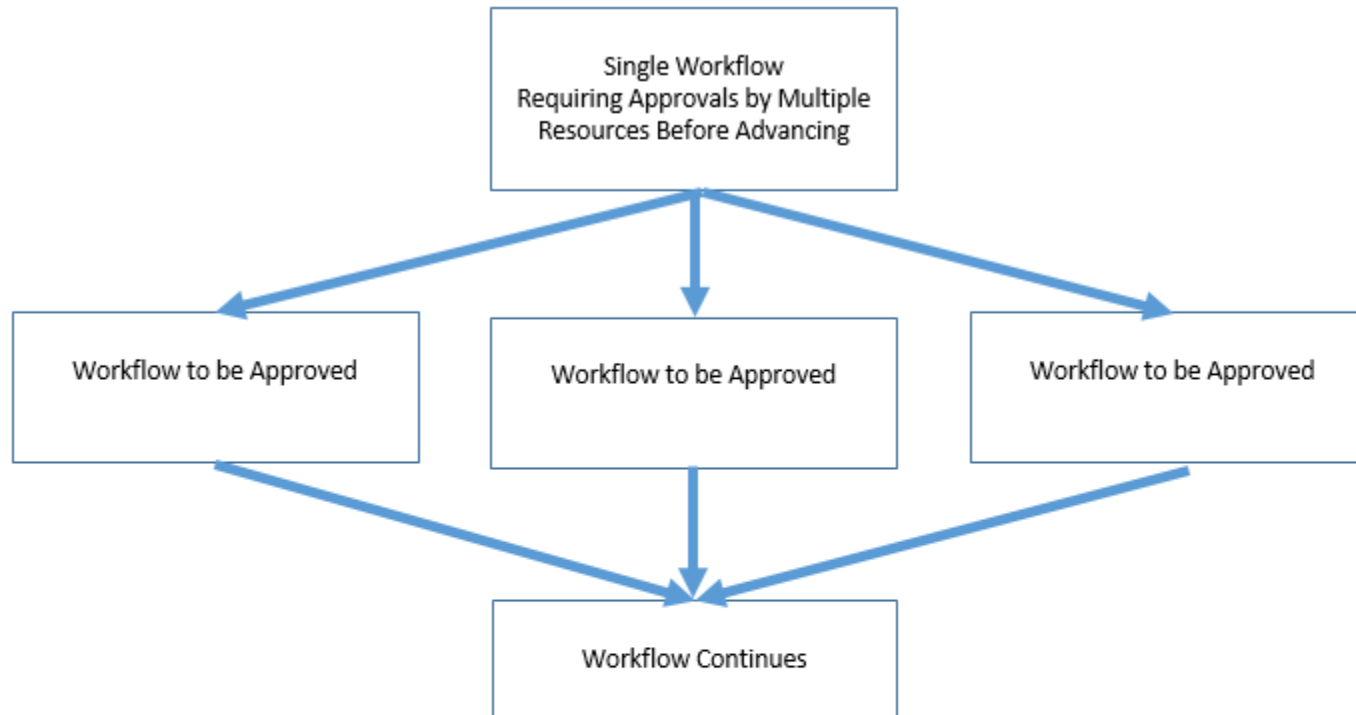 Single Workflow
Requiring Approvals by Multiple
Resources Before Advancing
Workflow to be Approved
Workflow to be Approved
Workflow to be Approved
Workflow Continues